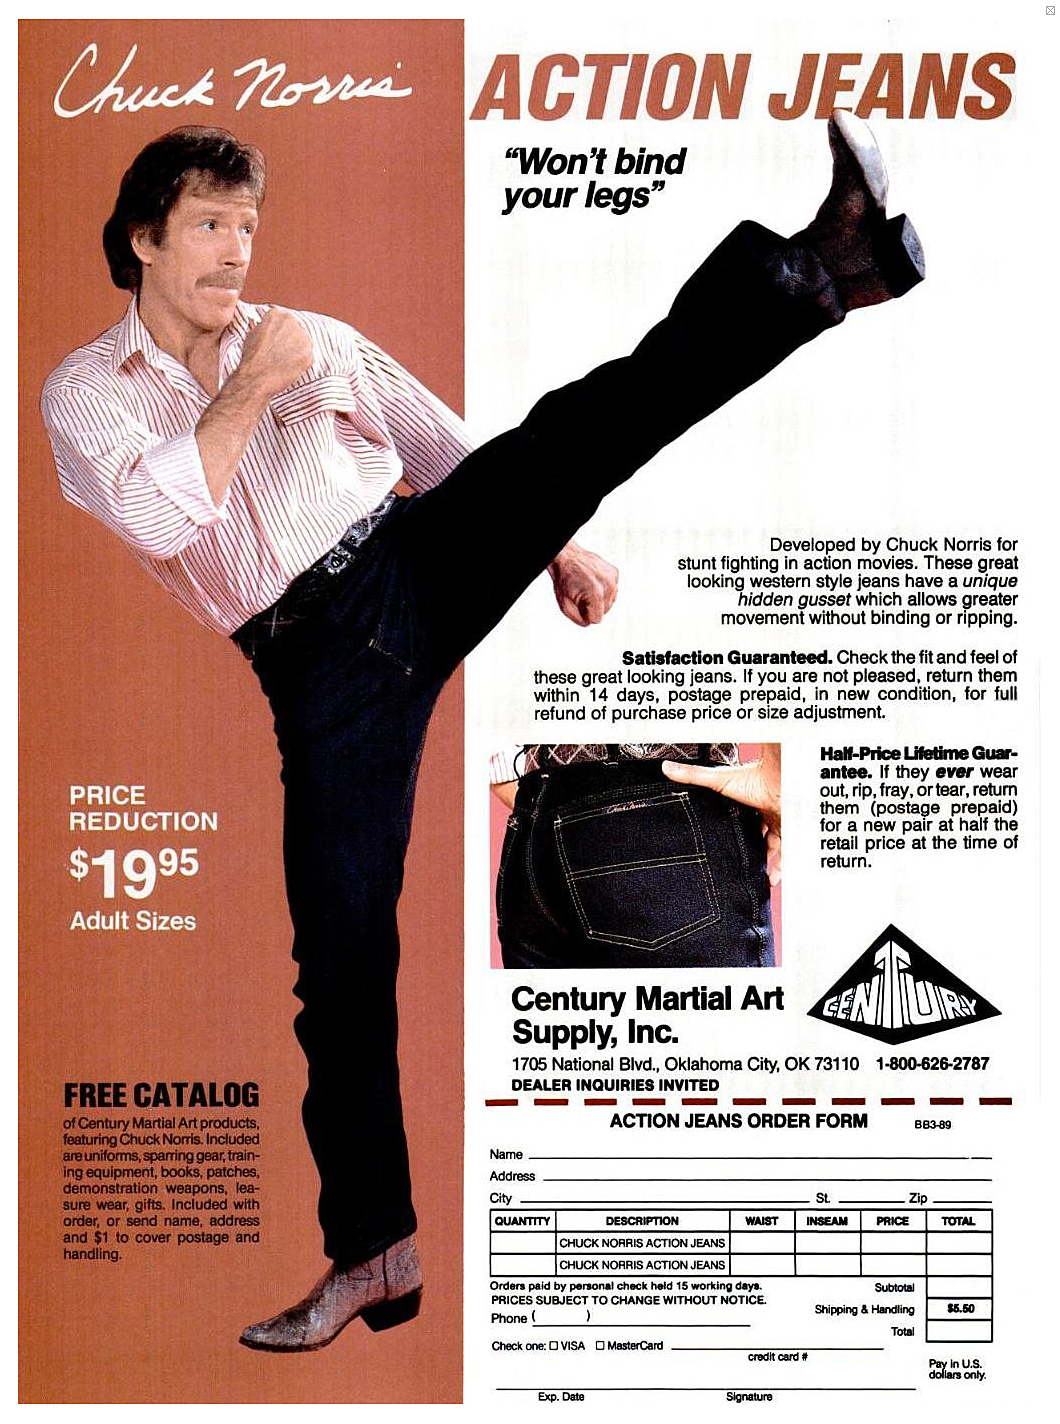 Chuck Norris ACTION JEANS
"Won't bind
your legs"
Developed by Chuck Norris for
stunt fighting in action movies. These great
looking western style jeans have a unique
hidden gusset which allows greater
movement without binding or ripping.
Satisfaction Guaranteed. Check the fit and feel of
these great looking jeans. If you are not pleased, return them
within 14 days, postage prepaid, in new condition, for full
refund of purchase price or size adjustment.
Half-Price Lifetime Guar-
antee. If they ever wear
out, rip, fray, or tear, return
them (postage prepaid)
for a new pair at half the
retail price at the time of
return.
PRICE
REDUCTION
$19 95
Adult Sizes
Chuck Norris
CENTURY
Century Martial Art
Supply, Inc.
1705 National Blvd., Oklahoma City, OK 73110 1-800-626-2787
DEALER INQUIRIES INVITED
FREE CATALOG
of Century Martial Art products,
featuring Chuck Norris. Included
are uniforms, sparring gear, train-
ing equipment, books, patches,
demonstration weapons, lea-
sure wear, gifts. Included with
order, or send name, address
and $1 to cover postage and
handling.
ACTION JEANS ORDER FORM BB3-89
Name
Address
City St. Zip
QUANTITY DESCRIPTION WAIST INSEAM PRICE TOTAL
CHUCK NORRIS ACTION JEANS
CHUCK NORRIS ACTION JEANS
Orders paid by personal check held 15 working days. Subtotal
PRICES SUBJECT TO CHANGE WITHOUT NOTICE.
Shipping & Handling $5.50
Phone ( )
Total
Check one: ☐ VISA ☐ MasterCard
credit card #
Pay in U.S.
dollars only.
Exp. Date Signature